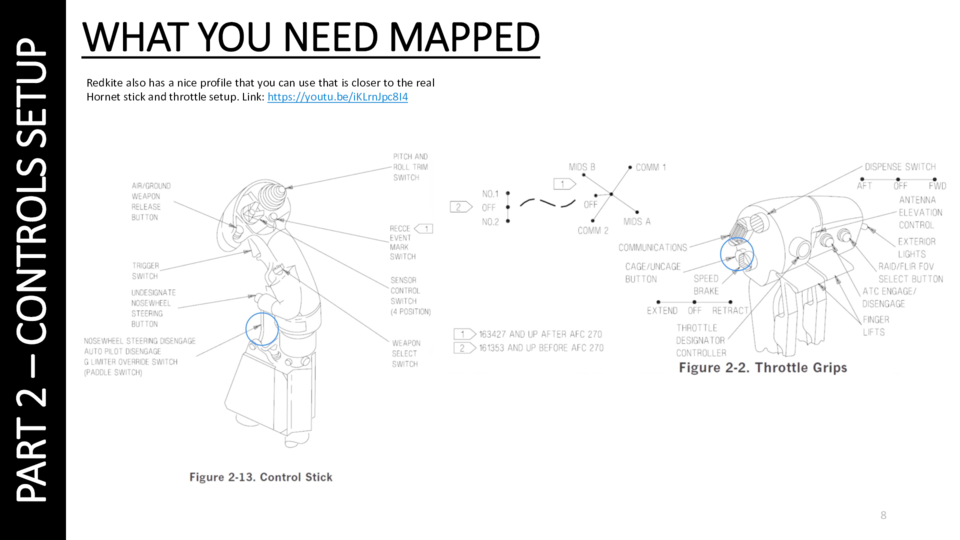 PART 2 – CONTROLS SETUP
WHAT YOU NEED MAPPED
Redkite also has a nice profile that you can use that is closer to the real
Hornet stick and throttle setup. Link: https://youtu.be/iKLrnJpc8I4
PITCH AND
ROLL TRIM
SWITCH
AIR/GROUND
WEAPON
RELEASE
BUTTON
RECCE 1
EVENT
MARK
SWITCH
TRIGGER
SWITCH
SENSOR
CONTROL
SWITCH
(4 POSITION)
UNDESIGNATE
NOSEWHEEL
STEERING
BUTTON
NOSEWHEEL STEERING DISENGAGE
AUTO PILOT DISENGAGE
G LIMITER OVERRIDE SWITCH
(PADDLE SWITCH)
WEAPON
SELECT
SWITCH
Figure 2-13. Control Stick
2
NO.1
OFF
NO.2
1
MIDS B
COMM 1
OFF
MIDS A
COMM 2
1 163427 AND UP AFTER AFC 270
2 161353 AND UP BEFORE AFC 270
DISPENSE SWITCH
AFT OFF FWD
ANTENNA
ELEVATION
CONTROL
COMMUNICATIONS
EXTERIOR
LIGHTS
CAGE/UNCAGE
BUTTON
RAID/FLIR FOV
SELECT BUTTON
SPEED
BRAKE
EXTEND OFF RETRACT
ATC ENGAGE/
DISENGAGE
FINGER
LIFTS
THROTTLE
DESIGNATOR
CONTROLLER
Figure 2-2. Throttle Grips
8